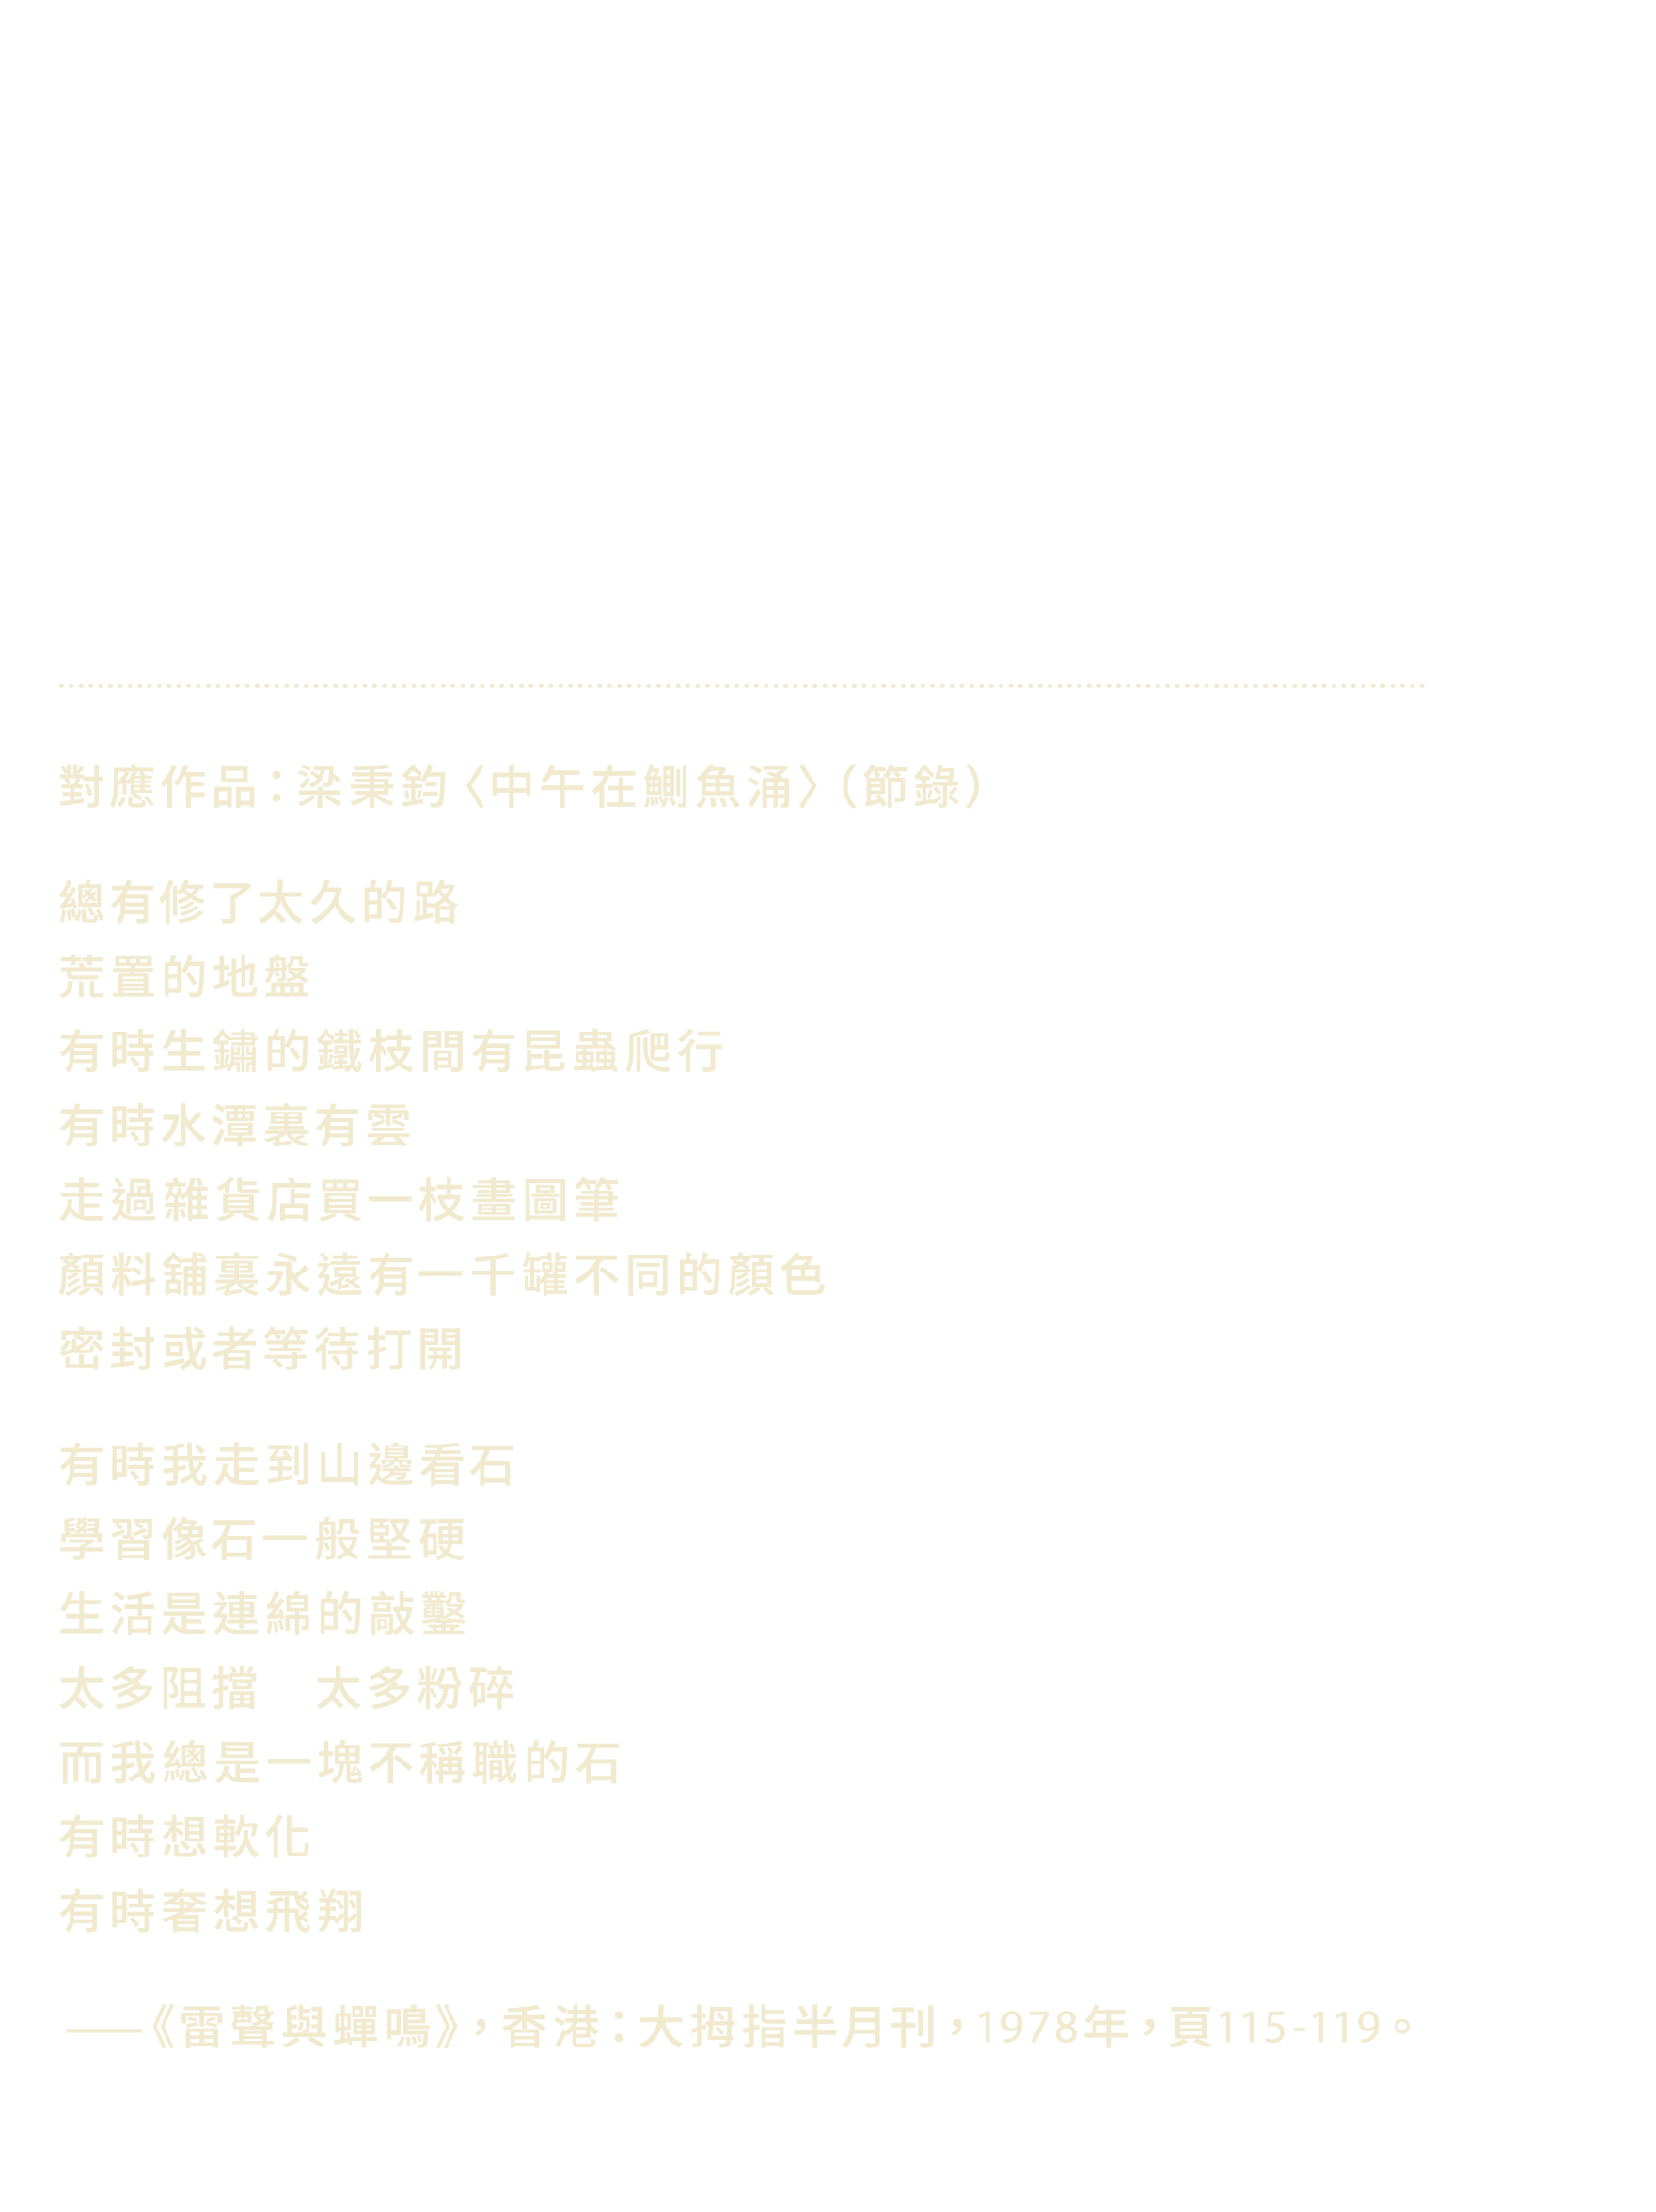 對應作品：梁秉鈞〈中午在鰂魚涌〉（節錄）
總有修了太久的路
荒置的地盤
有時生鏽的鐵枝間有昆蟲爬行
有時水潭裏有雲
走過雜貨店買一枝畫圖筆
顏料鋪裏永遠有一千罐不同的顏色
密封或者等待打開
有時我走到山邊看石
學習像石一般堅硬
生活是連綿的敲鑿
太多阻擋　太多粉碎
而我總是一塊不稱職的石
有時想軟化
有時奢想飛翔
——《雷聲與蟬鳴》，香港：大拇指半月刊，1978年，頁115-119。